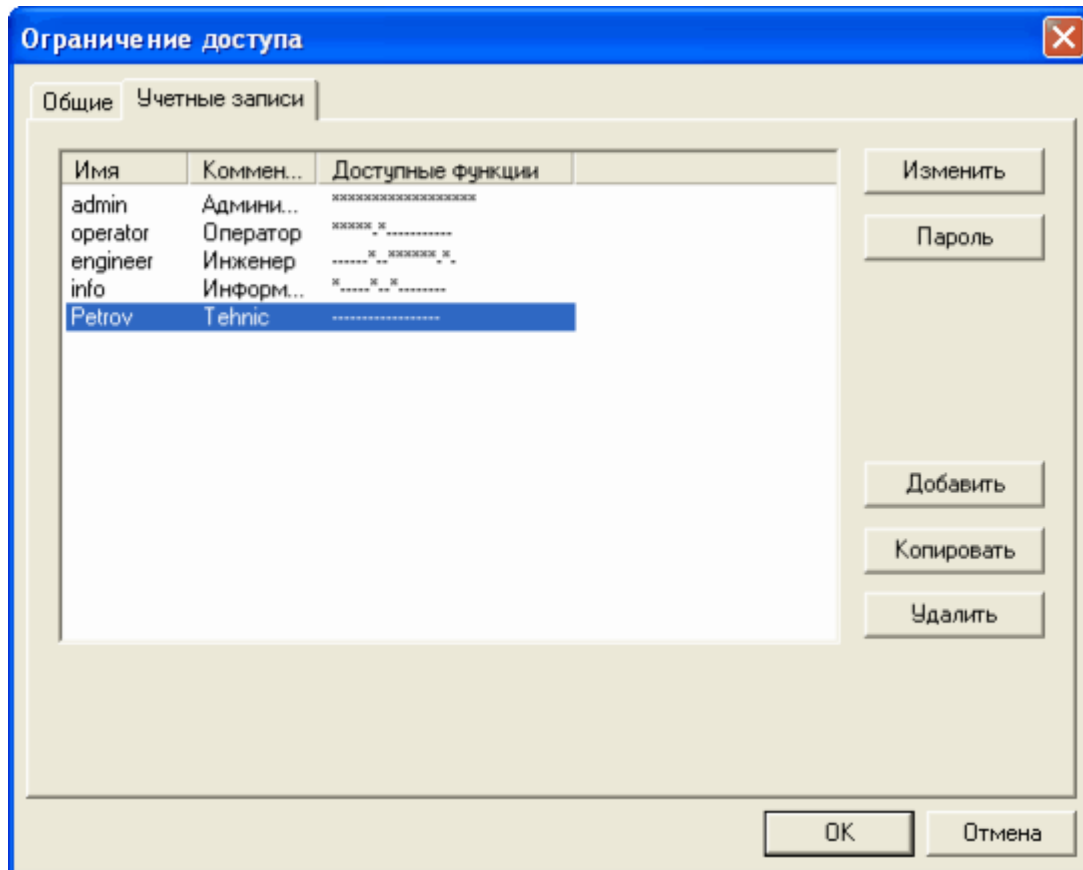 Ограничение доступа
Общие Учетные записи
Имя Коммен... Доступные функции
admin Админи... ******************
operator Оператор *****.*...........
engineer Инженер ......*..******.*.
info Информ... *.....*..*........
Petrov Tehnic ------------------
Изменить
Пароль
Добавить
Копировать
Удалить
OK Отмена